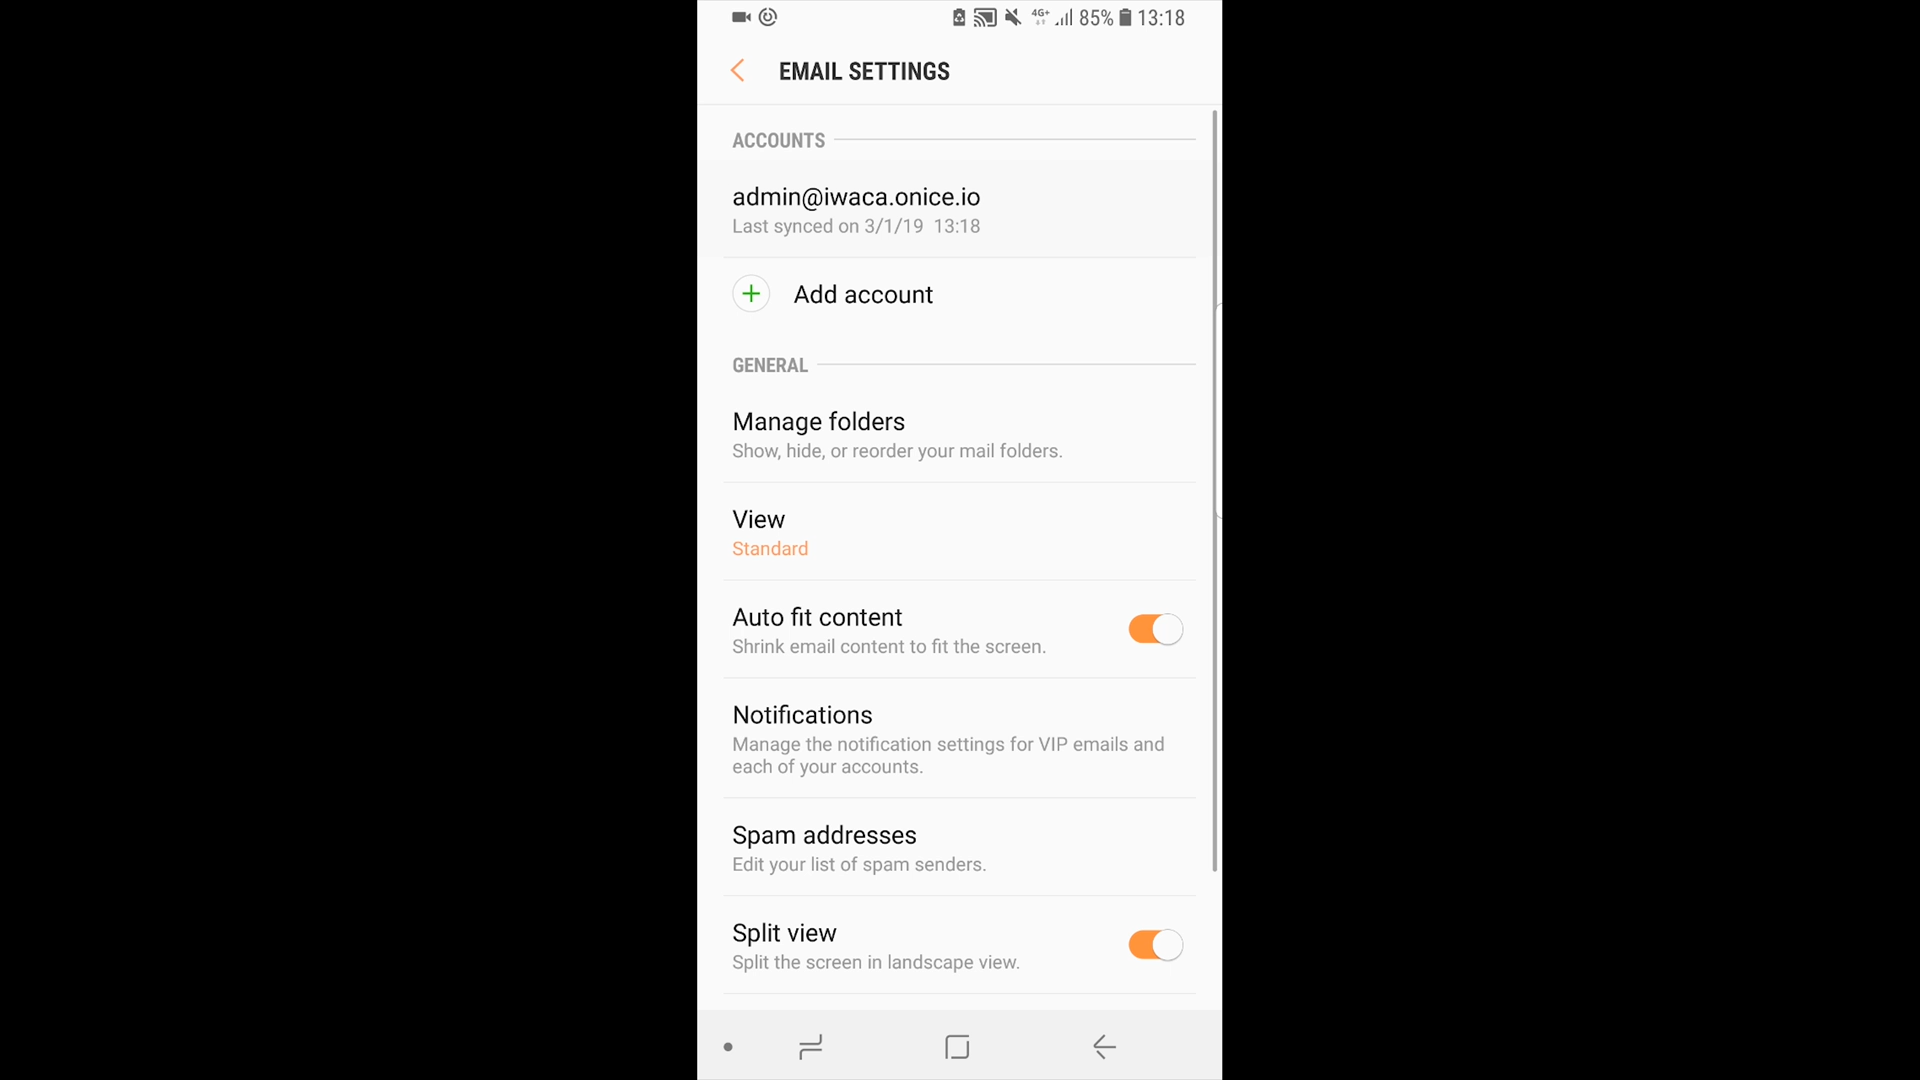 4G+ 85% 13:18
EMAIL SETTINGS
ACCOUNTS
admin@iwaca.onice.io
Last synced on 3/1/19 13:18
Add account
GENERAL
Manage folders
Show, hide, or reorder your mail folders.
View
Standard
Auto fit content
Shrink email content to fit the screen.
Notifications
Manage the notification settings for VIP emails and
each of your accounts.
Spam addresses
Edit your list of spam senders.
Split view
Split the screen in landscape view.